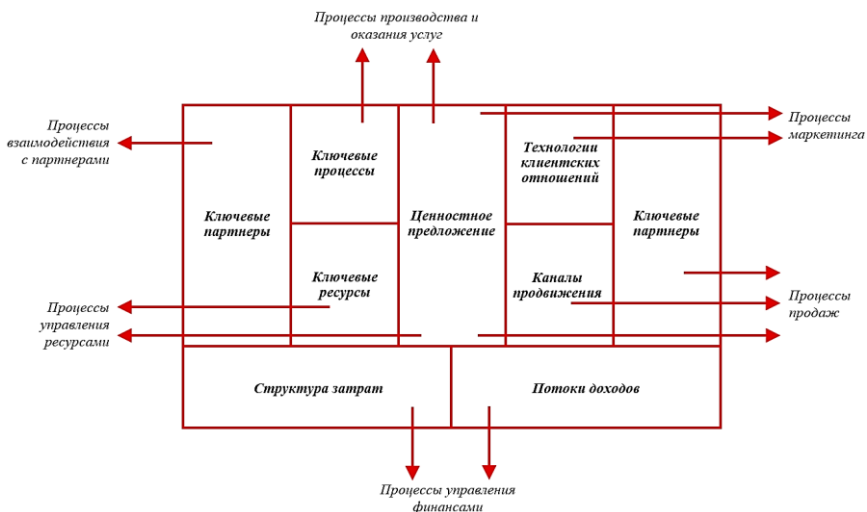 Процессы производства и
оказания услуг
Процессы
взаимодействия
с партнерами
Ключевые
партнеры
Ключевые
процессы
Ценностное
предложение
Технологии
клиентских
отношений
Ключевые
партнеры
Процессы
маркетинга
Ключевые
ресурсы
Каналы
продвижения
Процессы
управления
ресурсами
Процессы
продаж
Структура затрат
Потоки доходов
Процессы управления
финансами